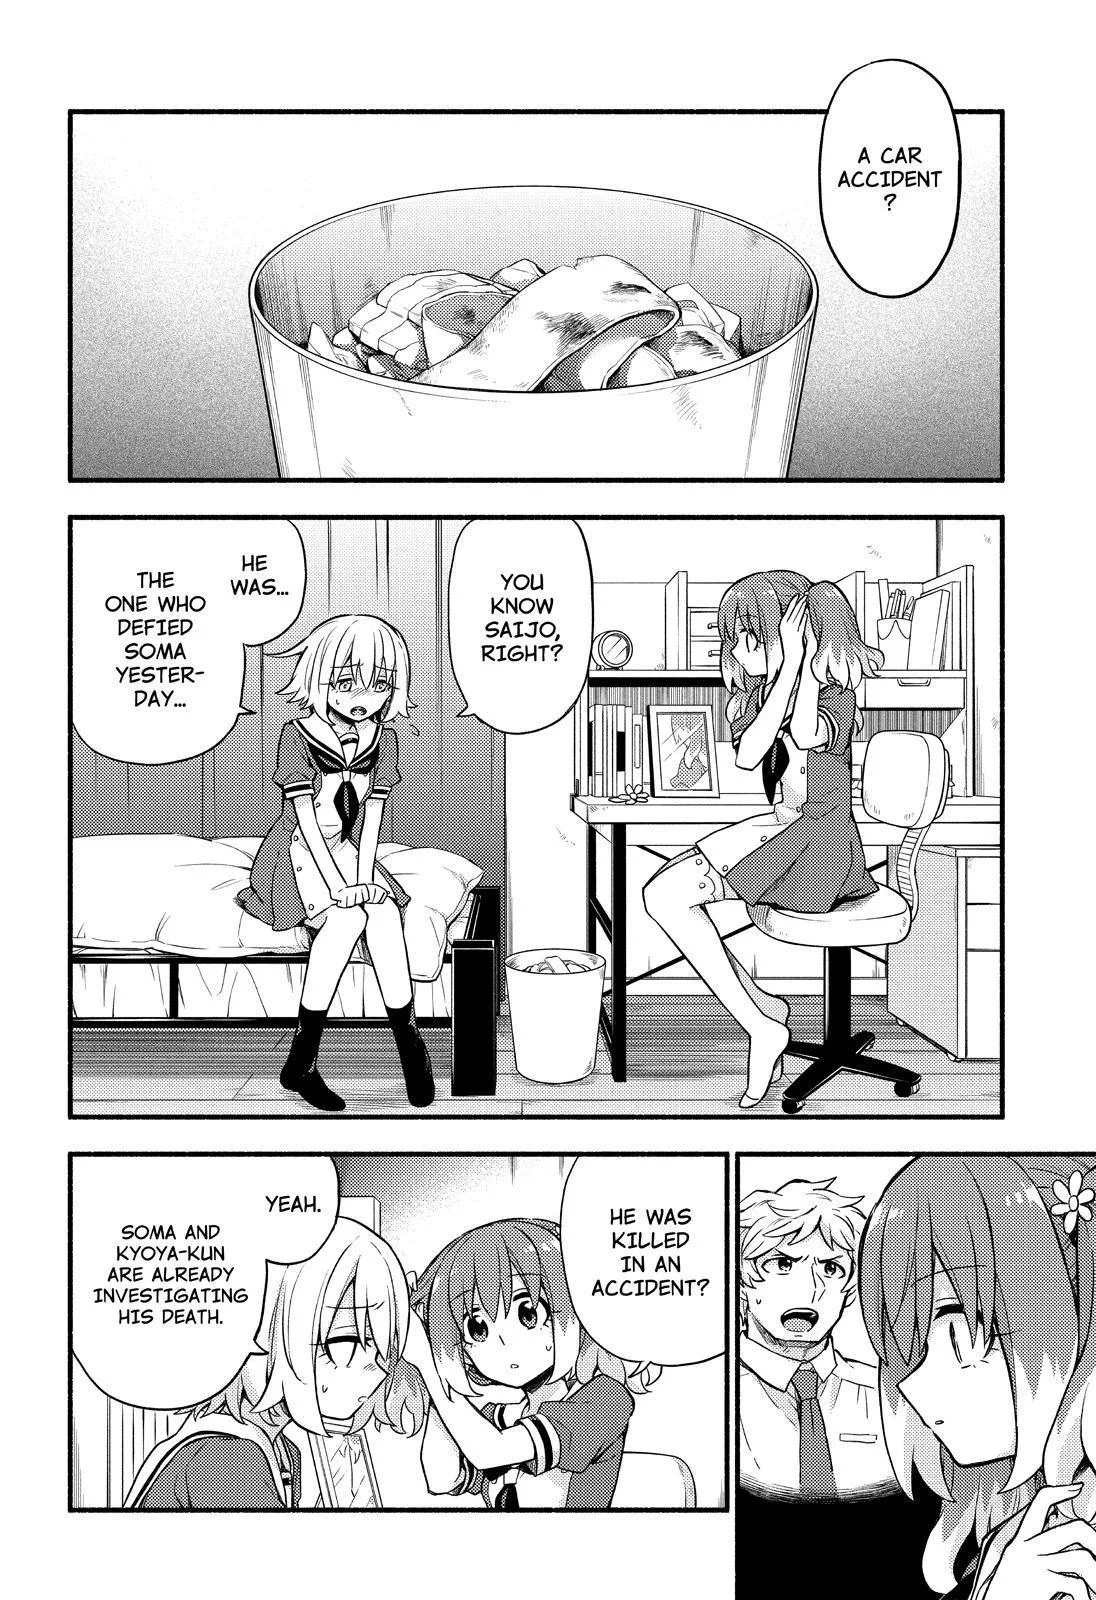 A CAR
ACCIDENT
?
YOU
KNOW
SAIJO,
RIGHT?
HE
WAS...
THE
ONE WHO
DEFIED
SOMA
YESTER-
DAY...
HE WAS
KILLED
IN AN
ACCIDENT?
YEAH.
SOMA AND
KYOYA-KUN
ARE ALREADY
INVESTIGATING
HIS DEATH.